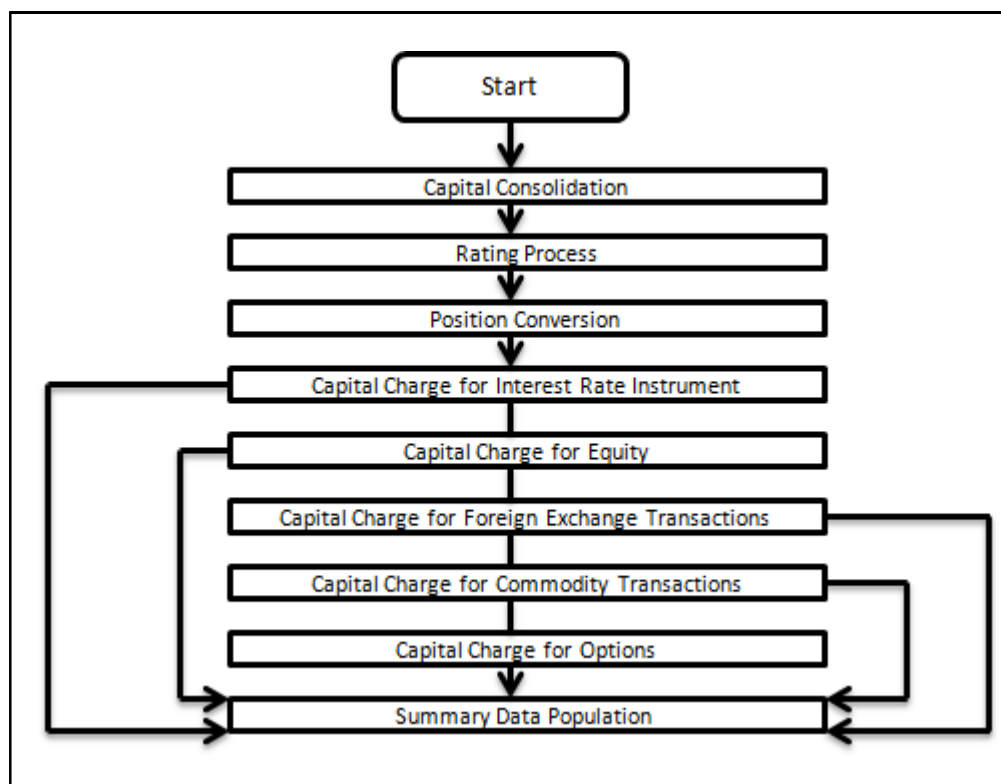 Start
Capital Consolidation
Rating Process
Position Conversion
Capital Charge for Interest Rate Instrument
Capital Charge for Equity
Capital Charge for Foreign Exchange Transactions
Capital Charge for Commodity Transactions
Capital Charge for Options
Summary Data Population